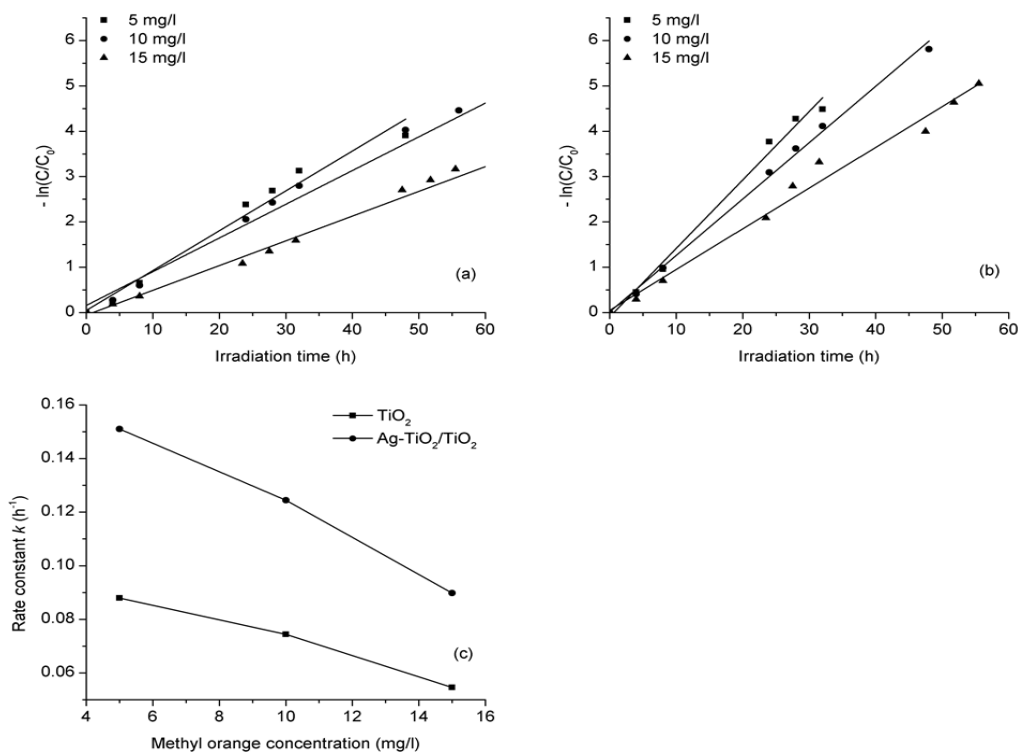 5 mg/l
10 mg/l
15 mg/l
6
5
4
3
2
1
0
- ln(C/C₀)
(a)
0 10 20 30 40 50 60
Irradiation time (h)
5 mg/l
10 mg/l
15 mg/l
6
5
4
3
2
1
0
- ln(C/C₀)
(b)
0 10 20 30 40 50 60
Irradiation time (h)
0.16
0.14
0.12
0.10
0.08
0.06
Rate constant k (h⁻¹)
TiO₂
Ag-TiO₂/TiO₂
(c)
4 6 8 10 12 14 16
Methyl orange concentration (mg/l)